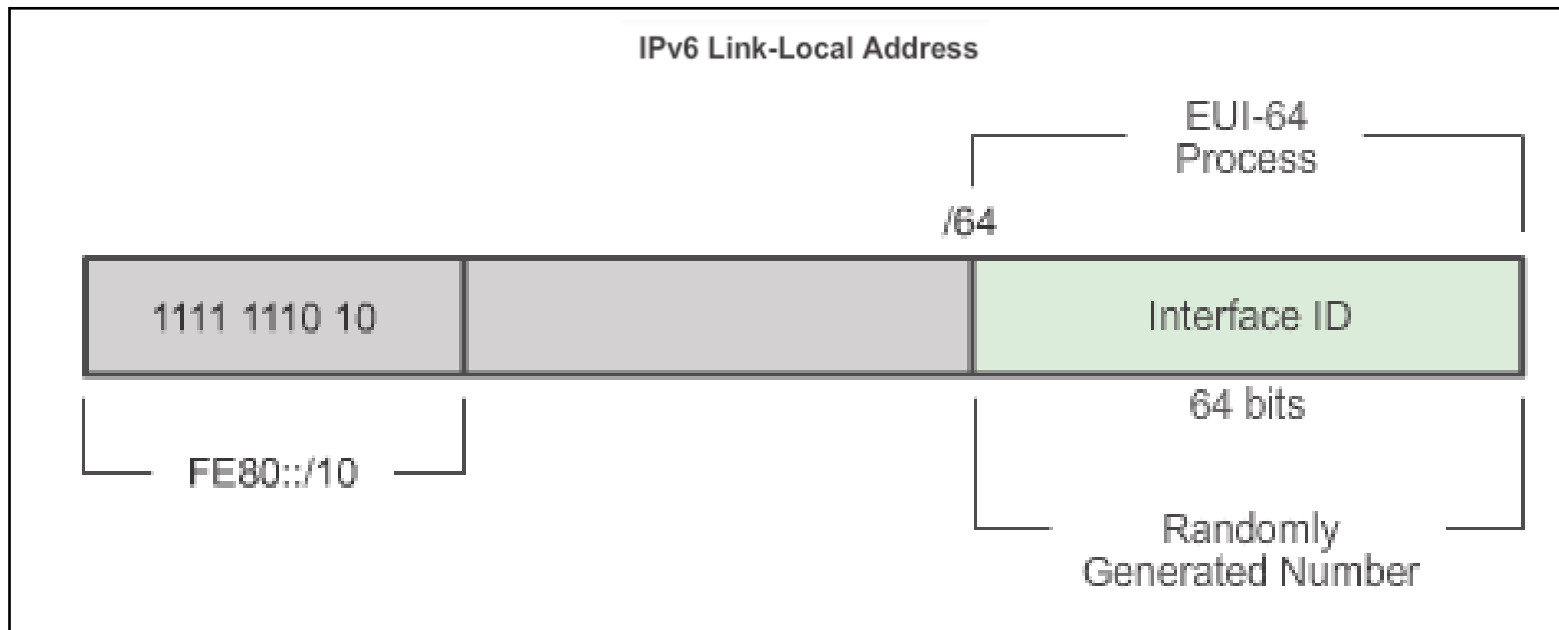 IPv6 Link-Local Address
EUI-64
Process
/64
1111 1110 10
Interface ID
64 bits
FE80::/10
Randomly
Generated Number